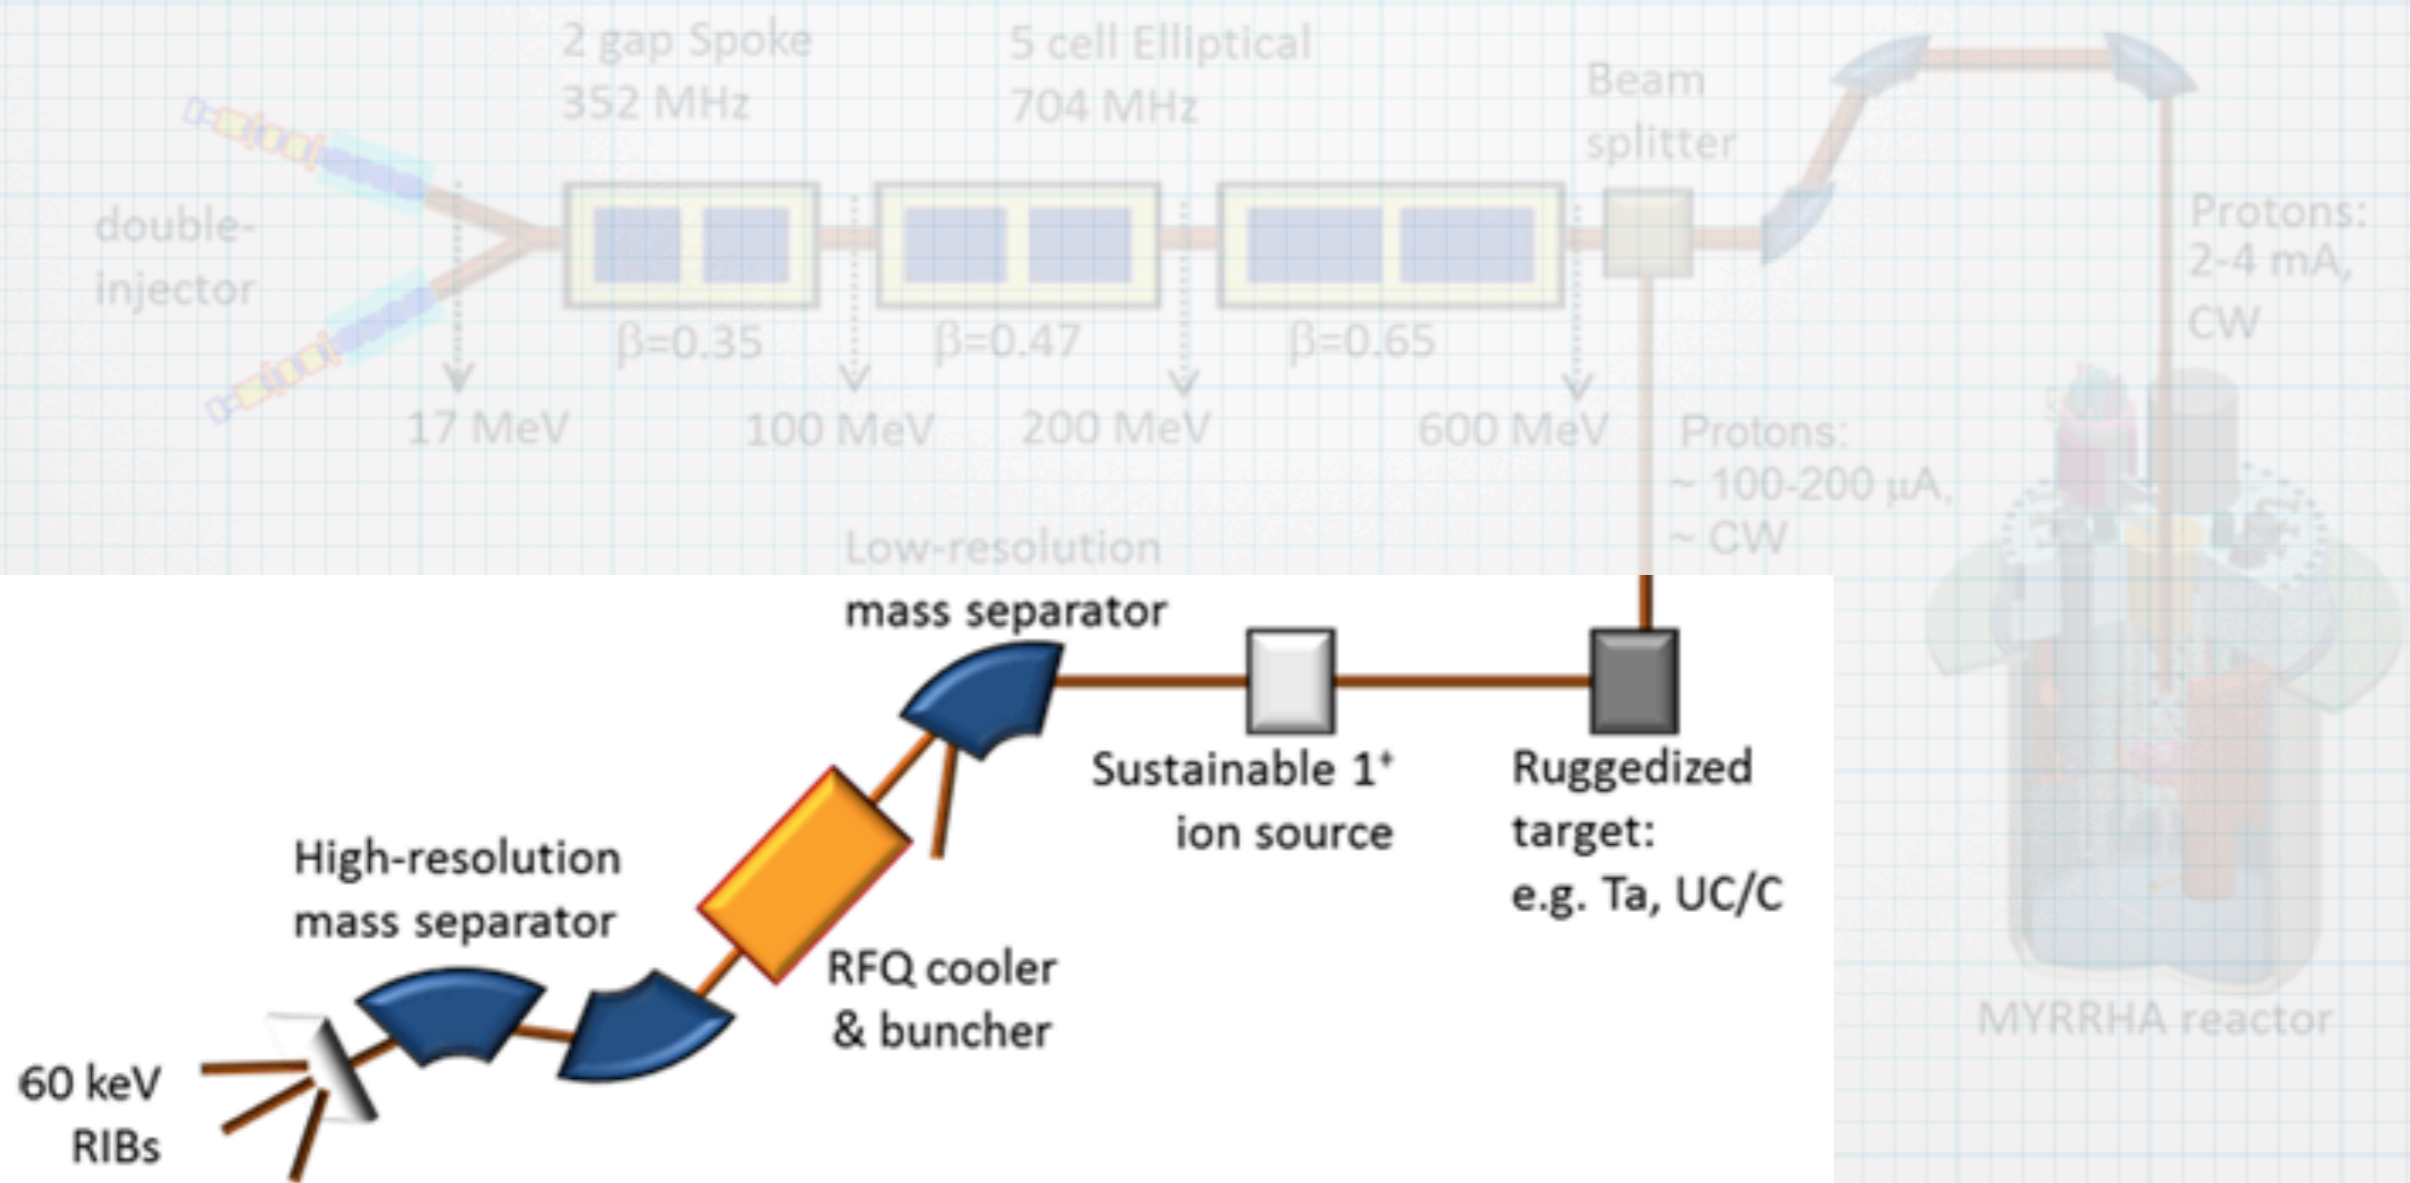 2 gap Spoke
352 MHz
5 cell Elliptical
704 MHz
Beam
splitter
double-
injector
β=0.35
β=0.47
β=0.65
Protons:
2-4 mA,
CW
17 MeV
100 MeV
200 MeV
600 MeV
Protons:
~ 100-200 μA,
~ CW
Low-resolution
mass separator
Sustainable 1⁺
ion source
Ruggedized
target:
e.g. Ta, UC/C
High-resolution
mass separator
RFQ cooler
& buncher
MYRRHA reactor
60 keV
RIBs